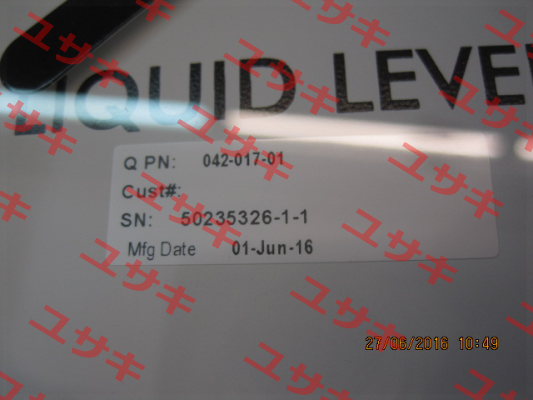 LIQUID LEVEL
Q PN: 042-017-01
Cust#:
SN: 50235326-1-1
Mfg Date 01-Jun-16
27/06/2016 10:49
ユサキ